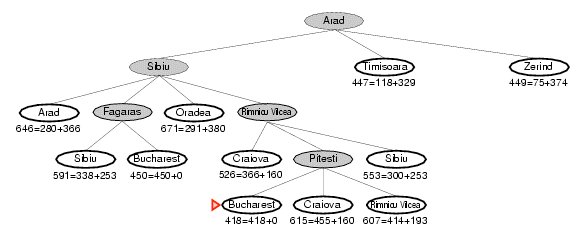 Arad
Sibiu Timisoara Zerind
447=118+329 449=75+374
Arad Fagaras Oradea Rimnicu Vilcea
646=280+366 671=291+380
Sibiu Bucharest Craiova Pitesti Sibiu
591=338+253 450=450+0 526=366+160 553=300+253
Bucharest Craiova Rimnicu Vilcea
418=418+0 615=455+160 607=414+193